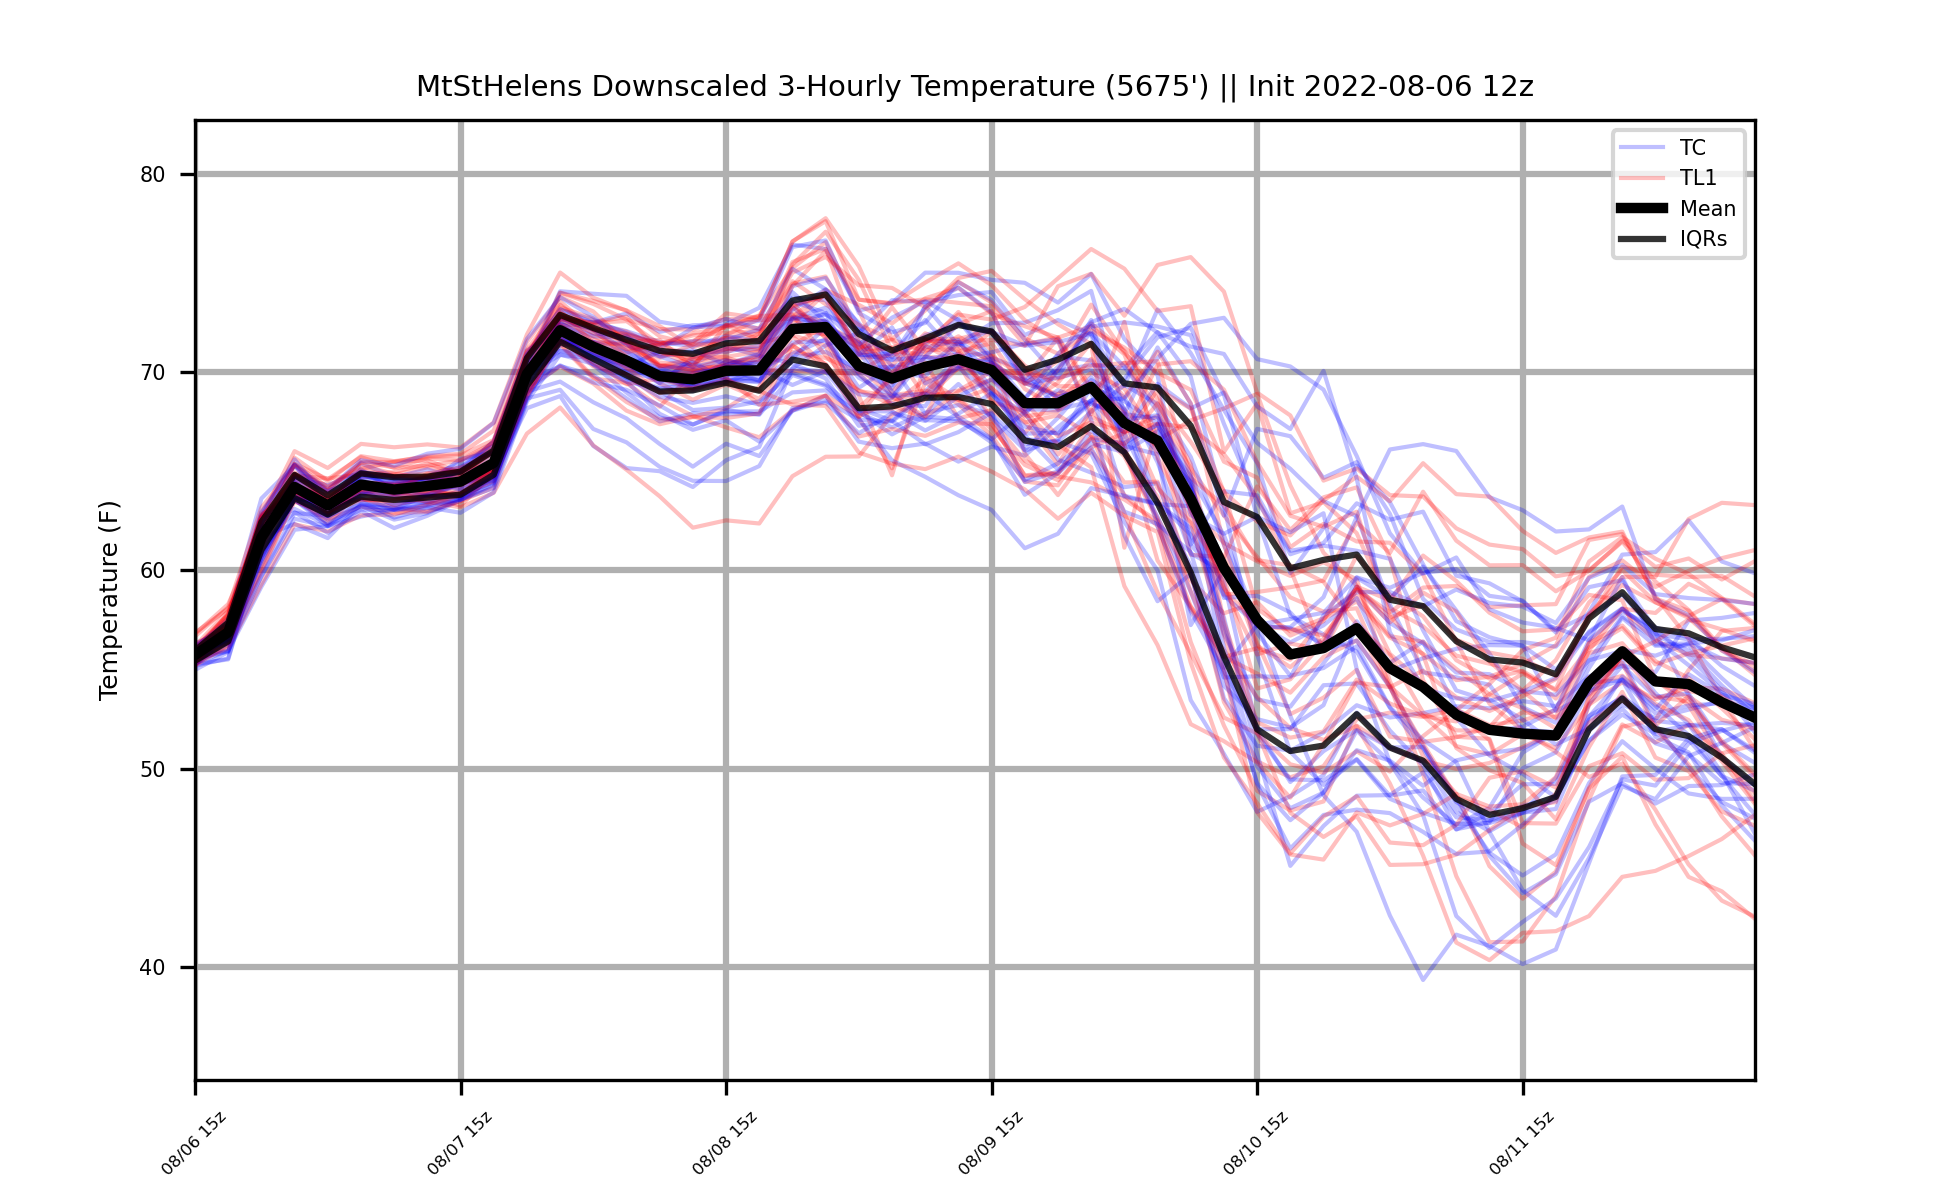 MtStHelens Downscaled 3-Hourly Temperature (5675') || Init 2022-08-06 12z
TC
TL1
Mean
IQRs
Temperature (F)
80
70
60
50
40
08/06 15z
08/07 15z
08/08 15z
08/09 15z
08/10 15z
08/11 15z